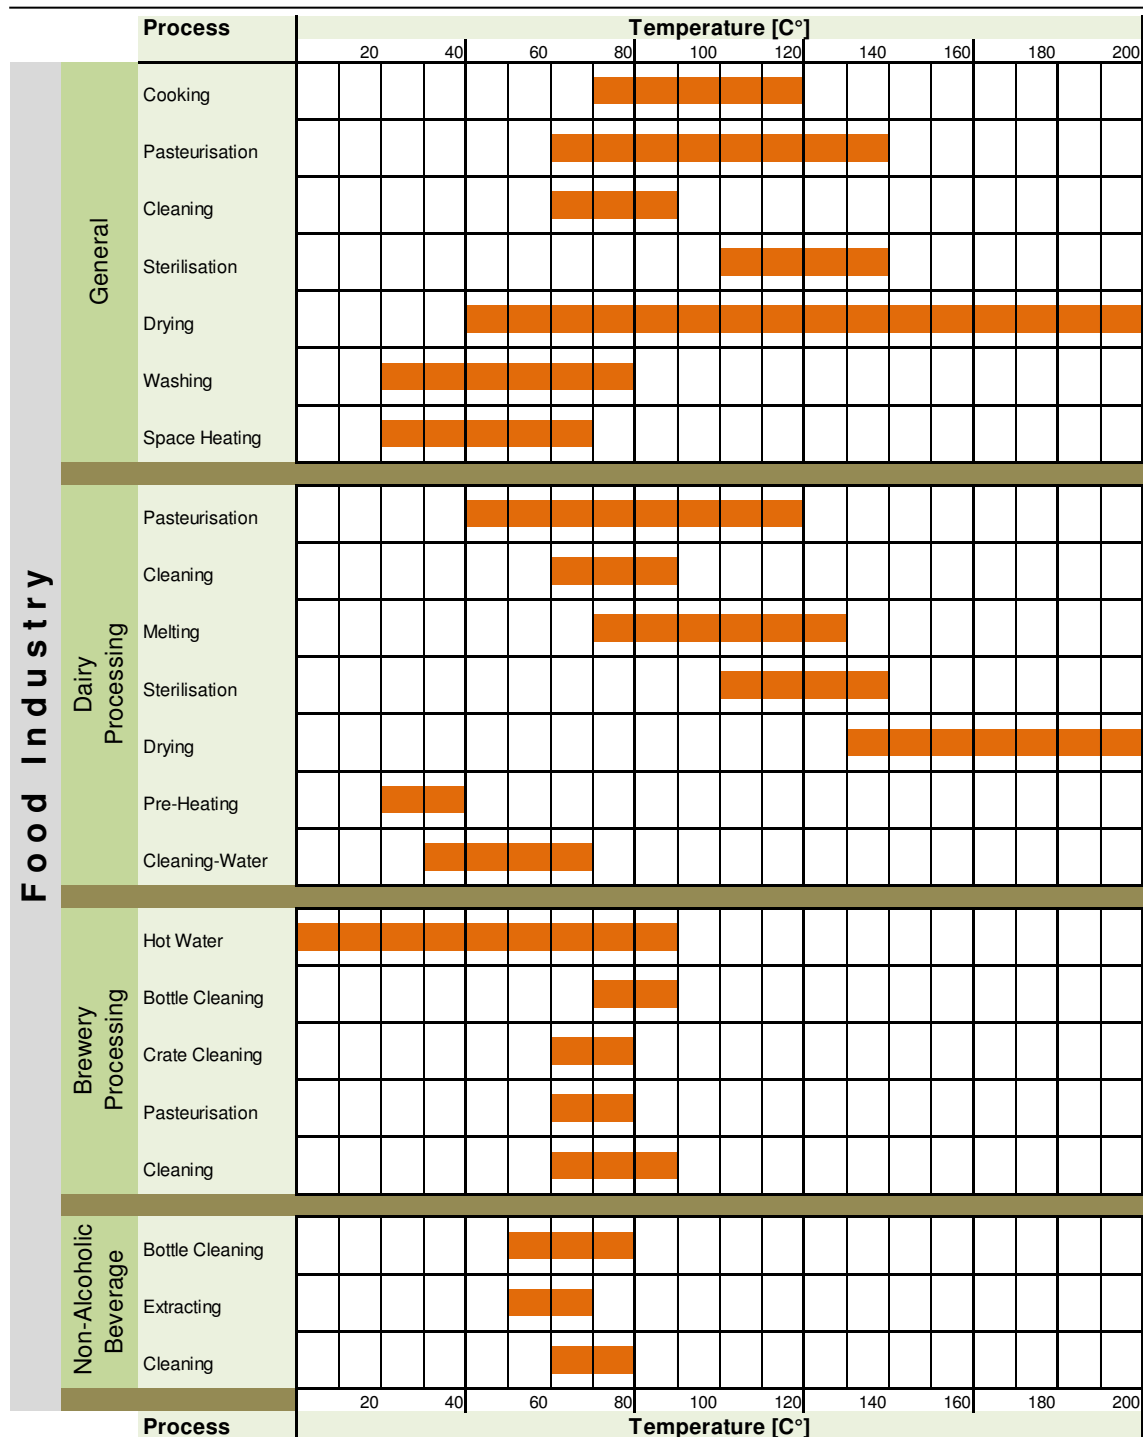 Process Temperature [C°]
20 40 60 80 100 120 140 160 180 200
Food Industry
General
Cooking
Pasteurisation
Cleaning
Sterilisation
Drying
Washing
Space Heating
Dairy
Processing
Pasteurisation
Cleaning
Melting
Sterilisation
Drying
Pre-Heating
Cleaning-Water
Brewery
Processing
Hot Water
Bottle Cleaning
Crate Cleaning
Pasteurisation
Cleaning
Non-Alcoholic
Beverage
Bottle Cleaning
Extracting
Cleaning
20 40 60 80 100 120 140 160 180 200
Process Temperature [C°]